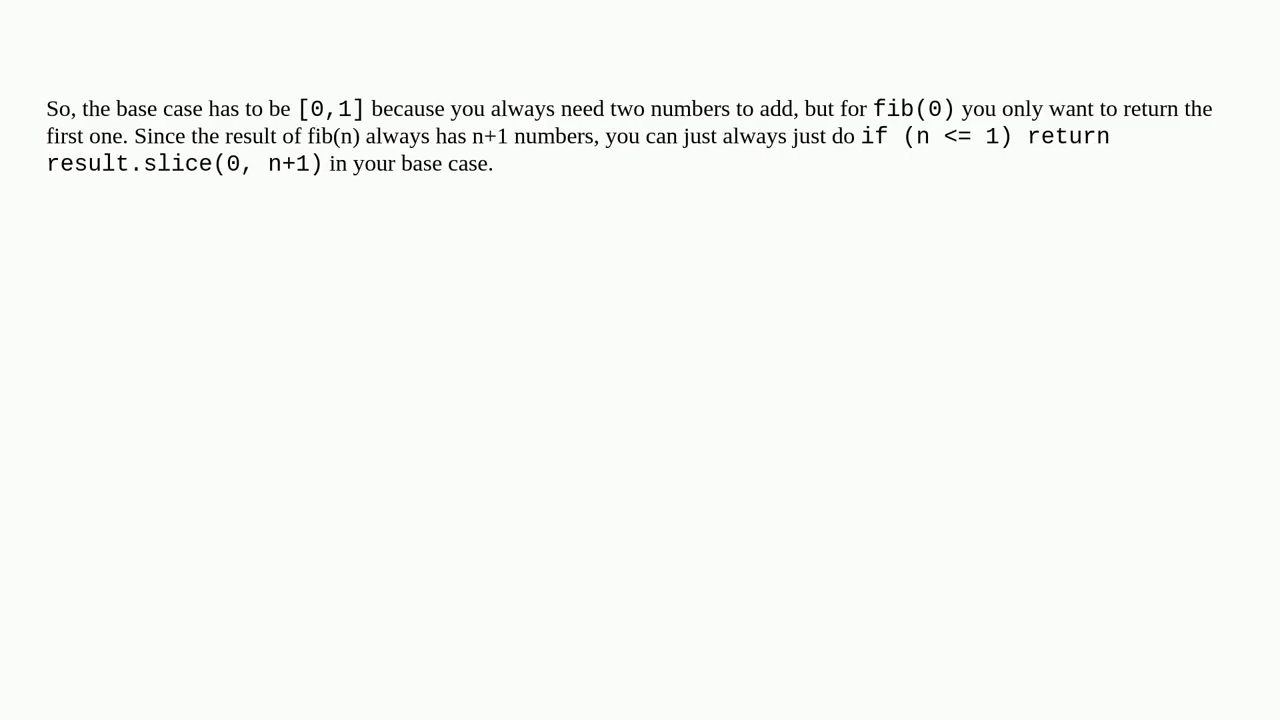 So, the base case has to be [0,1] because you always need two numbers to add, but for fib(0) you only want to return the
first one. Since the result of fib(n) always has n+1 numbers, you can just always just do if (n <= 1) return
result.slice(0, n+1) in your base case.